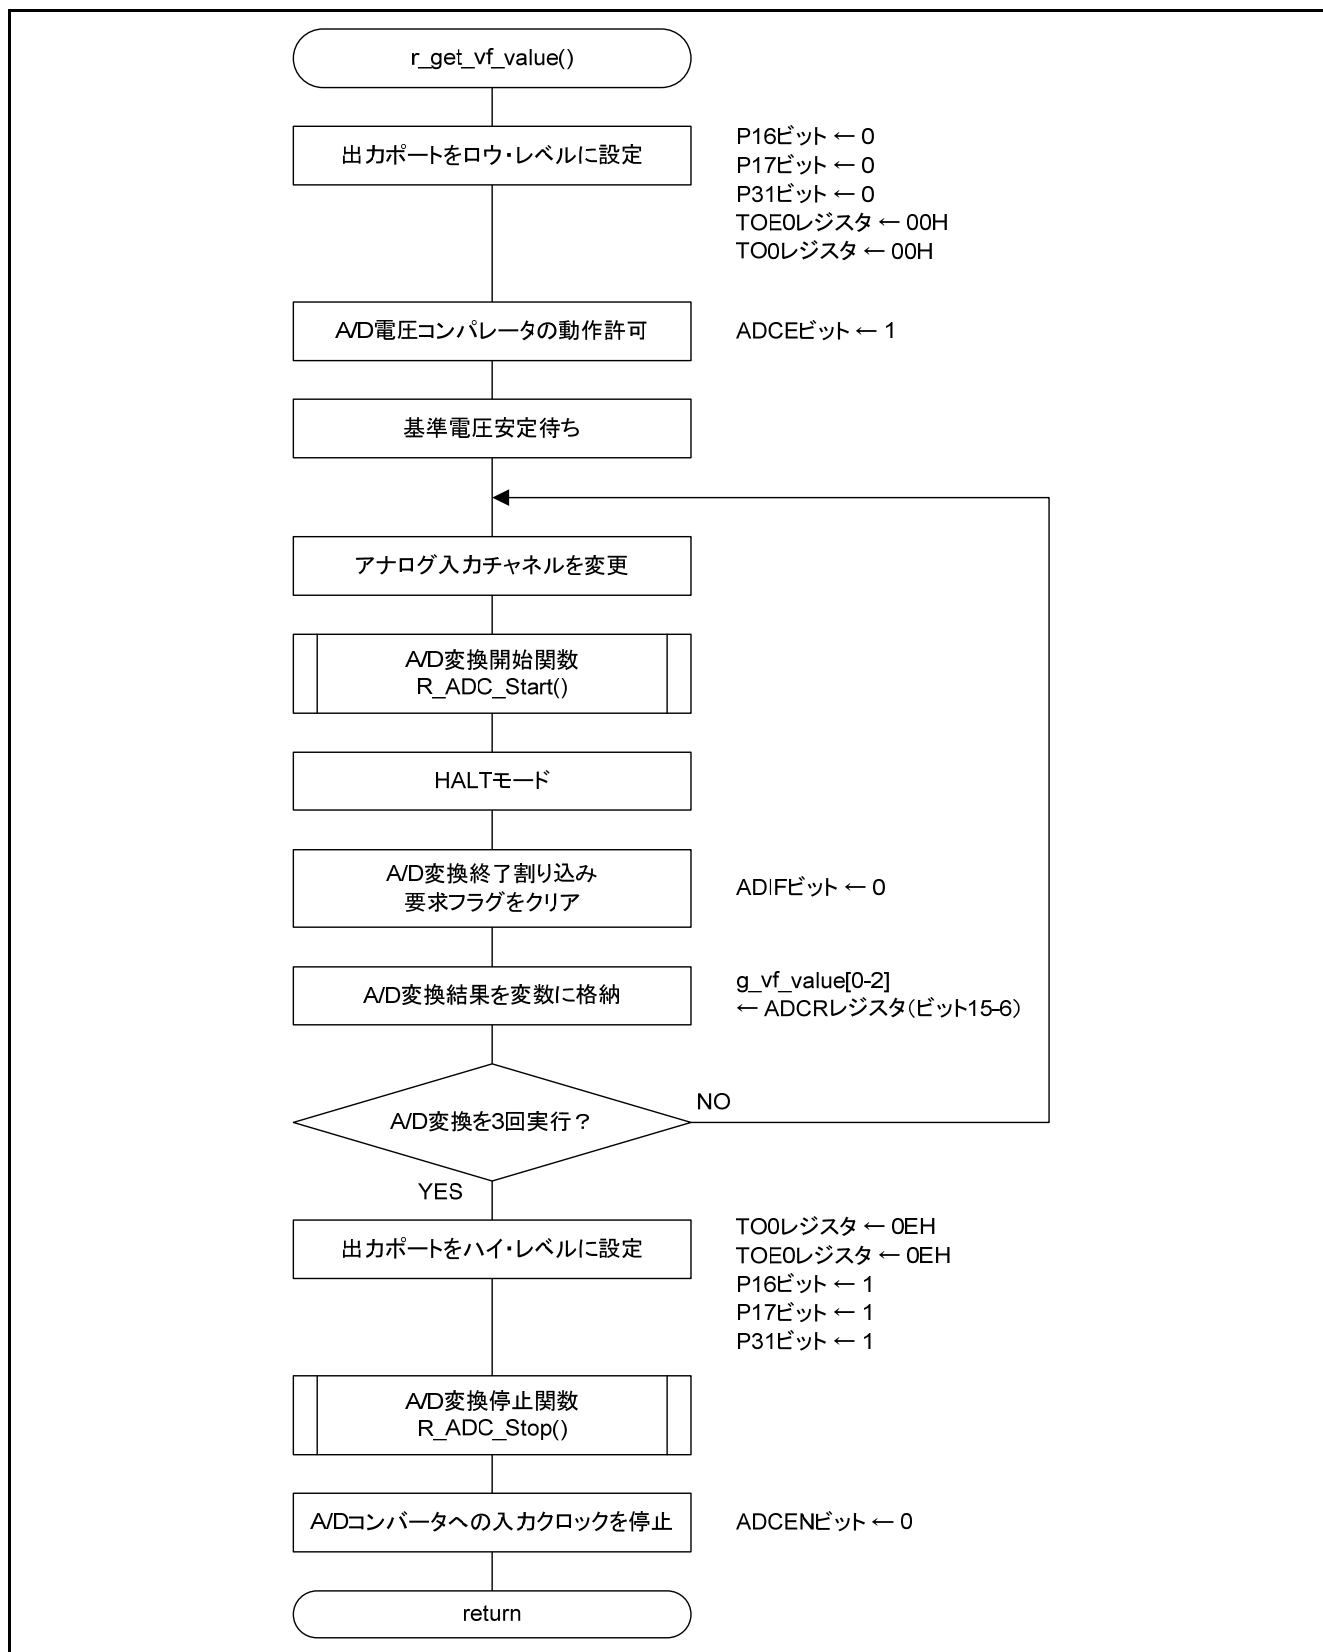 r_get_vf_value()
出力ポートをロウ・レベルに設定
P16ビット ← 0
P17ビット ← 0
P31ビット ← 0
TOE0レジスタ ← 00H
TO0レジスタ ← 00H
A/D電圧コンパレータの動作許可
ADCEビット ← 1
基準電圧安定待ち
アナログ入力チャネルを変更
A/D変換開始関数
R_ADC_Start()
HALTモード
A/D変換終了割り込み
要求フラグをクリア
ADIFビット ← 0
A/D変換結果を変数に格納
g_vf_value[0-2]
← ADCRレジスタ(ビット15-6)
A/D変換を3回実行?
NO
YES
出力ポートをハイ・レベルに設定
TO0レジスタ ← 0EH
TOE0レジスタ ← 0EH
P16ビット ← 1
P17ビット ← 1
P31ビット ← 1
A/D変換停止関数
R_ADC_Stop()
A/Dコンバータへの入力クロックを停止
ADCENビット ← 0
return